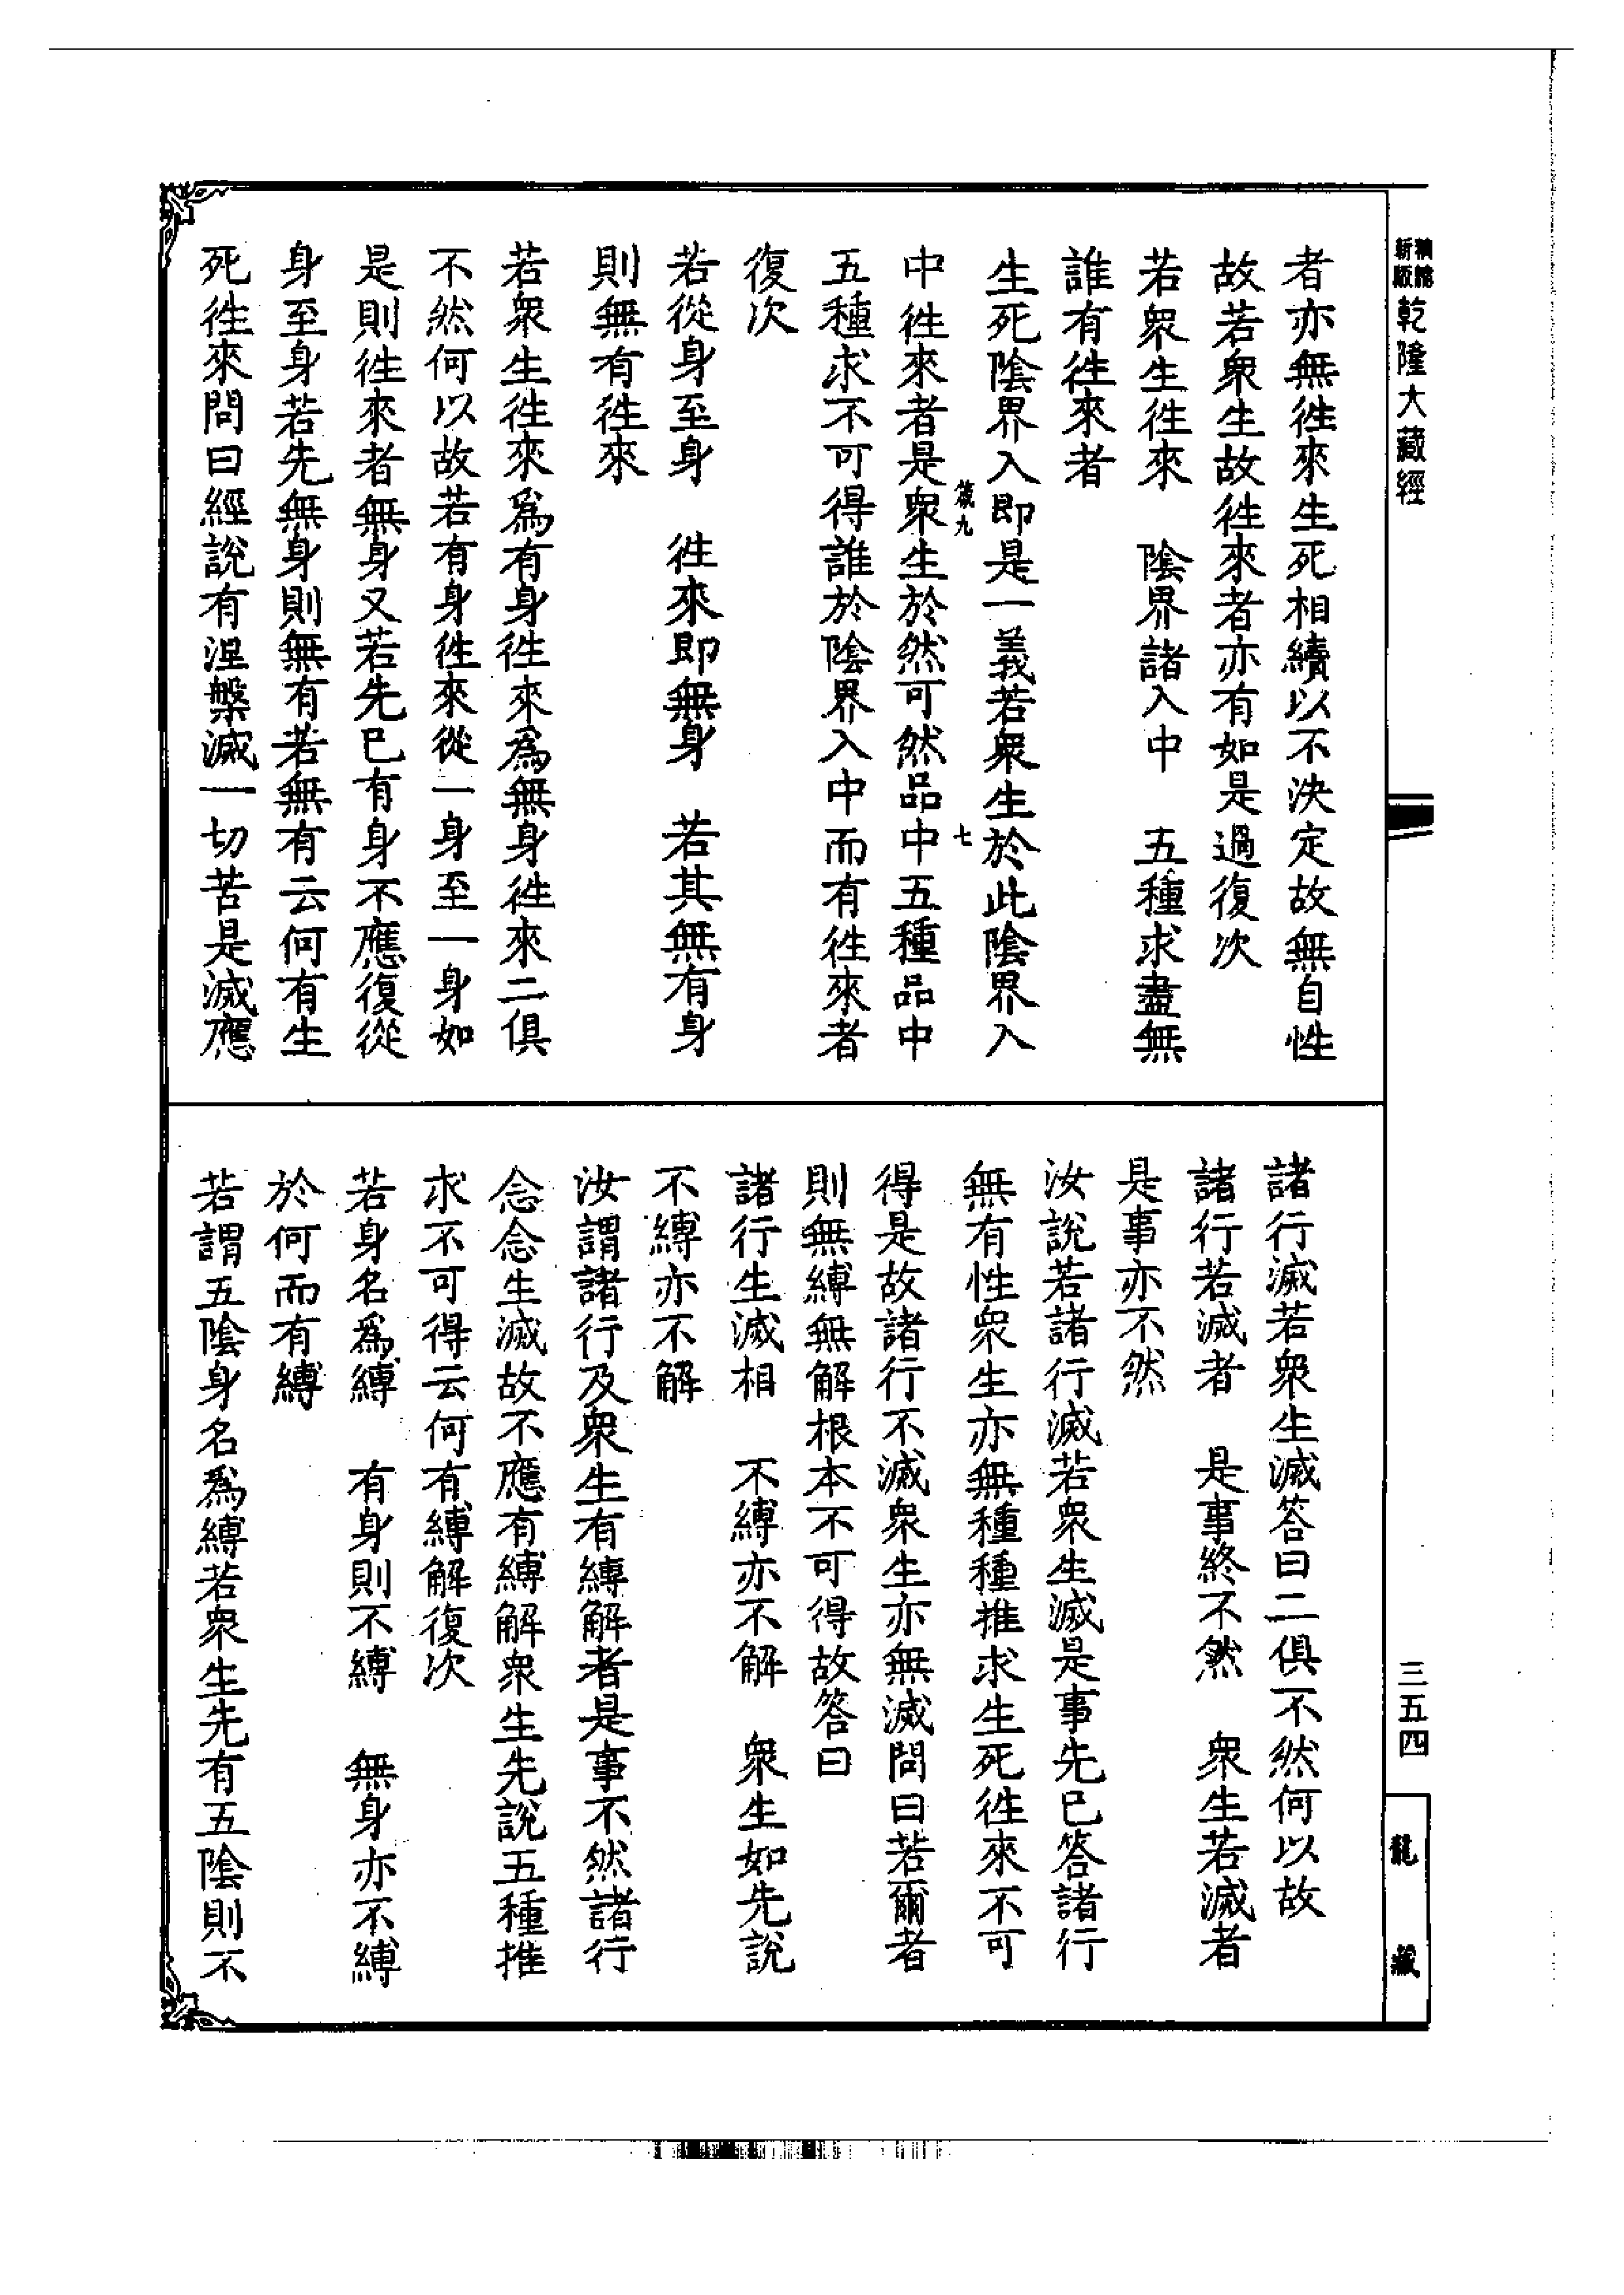 新版
精縮
乾隆大藏經
者亦無徃來生死相續以不決定故無自性
故若衆生故徃來者亦有如是過復次
若衆生徃來　陰界諸入中　五種求盡無
誰有徃來者
生死陰界入即是一義若衆生於此陰界入
箴九
七
中徃來者是衆生於然可然品中五種品中
五種求不可得誰於陰界入中而有徃來者
復次
若從身至身　徃來即無身　若其無有身
則無有徃來
若衆生徃來爲有身徃來爲無身徃來二俱
不然何以故若有身徃來從一身至一身如
是則徃來者無身又若先已有身不應復從
身至身若先無身則無有若無有云何有生
死徃來問曰經說有涅槃滅一切苦是滅應
諸行滅若衆生滅答曰二俱不然何以故
諸行若滅者　是事終不然　衆生若滅者
是事亦不然
汝說若諸行滅若衆生滅是事先已答諸行
無有性衆生亦無種種推求生死徃來不可
得是故諸行不滅衆生亦無滅問曰若爾者
則無縛無解根本不可得故答曰
諸行生滅相　不縛亦不解　衆生如先說
不縛亦不解
汝謂諸行及衆生有縛解者是事不然諸行
念念生滅故不應有縛解衆生先說五種推
求不可得云何有縛解復次
若身名爲縛　有身則不縛　無身亦不縛
於何而有縛
若謂五陰身名爲縛若衆生先有五陰則不
三五四
龍藏